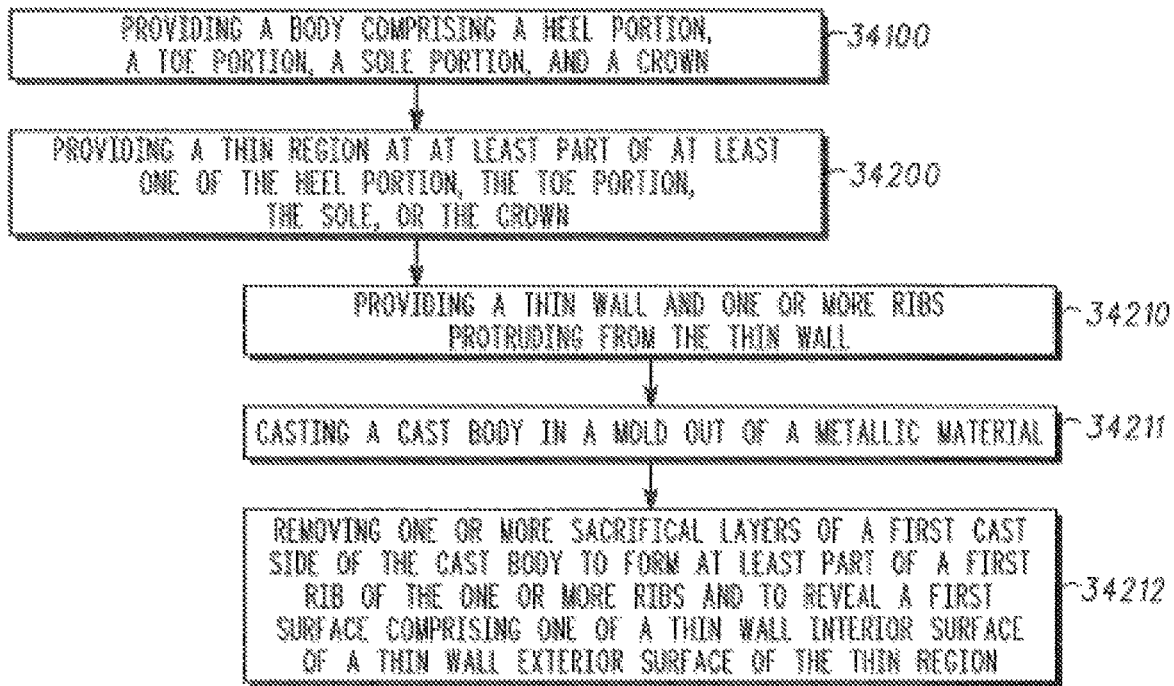 PROVIDING A BODY COMPRISING A HEEL PORTION,
A TOE PORTION, A SOLE PORTION, AND A CROWN
34100
PROVIDING A THIN REGION AT AT LEAST PART OF AT LEAST
ONE OF THE HEEL PORTION, THE TOE PORTION,
THE SOLE, OR THE CROWN
34200
PROVIDING A THIN WALL AND ONE OR MORE RIBS
PROTRUDING FROM THE THIN WALL
34210
CASTING A CAST BODY IN A MOLD OUT OF A METALLIC MATERIAL
34211
REMOVING ONE OR MORE SACRIFICAL LAYERS OF A FIRST CAST
SIDE OF THE CAST BODY TO FORM AT LEAST PART OF A FIRST
RIB OF THE ONE OR MORE RIBS AND TO REVEAL A FIRST
SURFACE COMPRISING ONE OF A THIN WALL INTERIOR SURFACE
OF A THIN WALL EXTERIOR SURFACE OF THE THIN REGION
34212